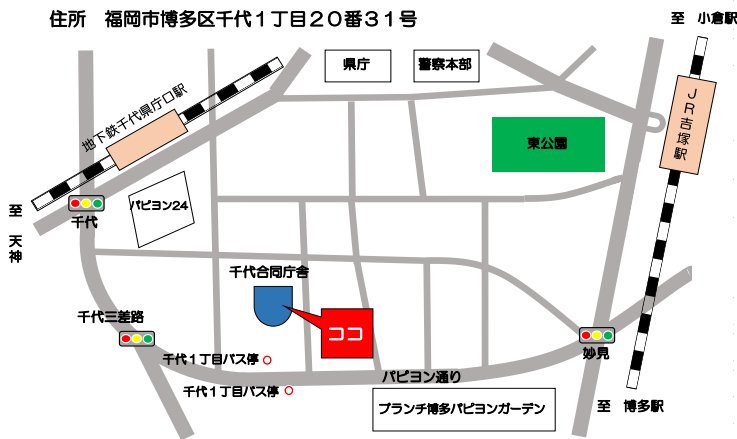 住所　福岡市博多区千代１丁目２０番３１号
至　小倉駅
県庁
警察本部
ＪＲ吉塚駅
地下鉄千代県庁口駅
東公園
パピヨン24
至　天神
千代
千代合同庁舎
千代三差路
ココ
妙見
千代１丁目バス停
パピヨン通り
千代１丁目バス停
ブランチ博多パピヨンガーデン
至　博多駅